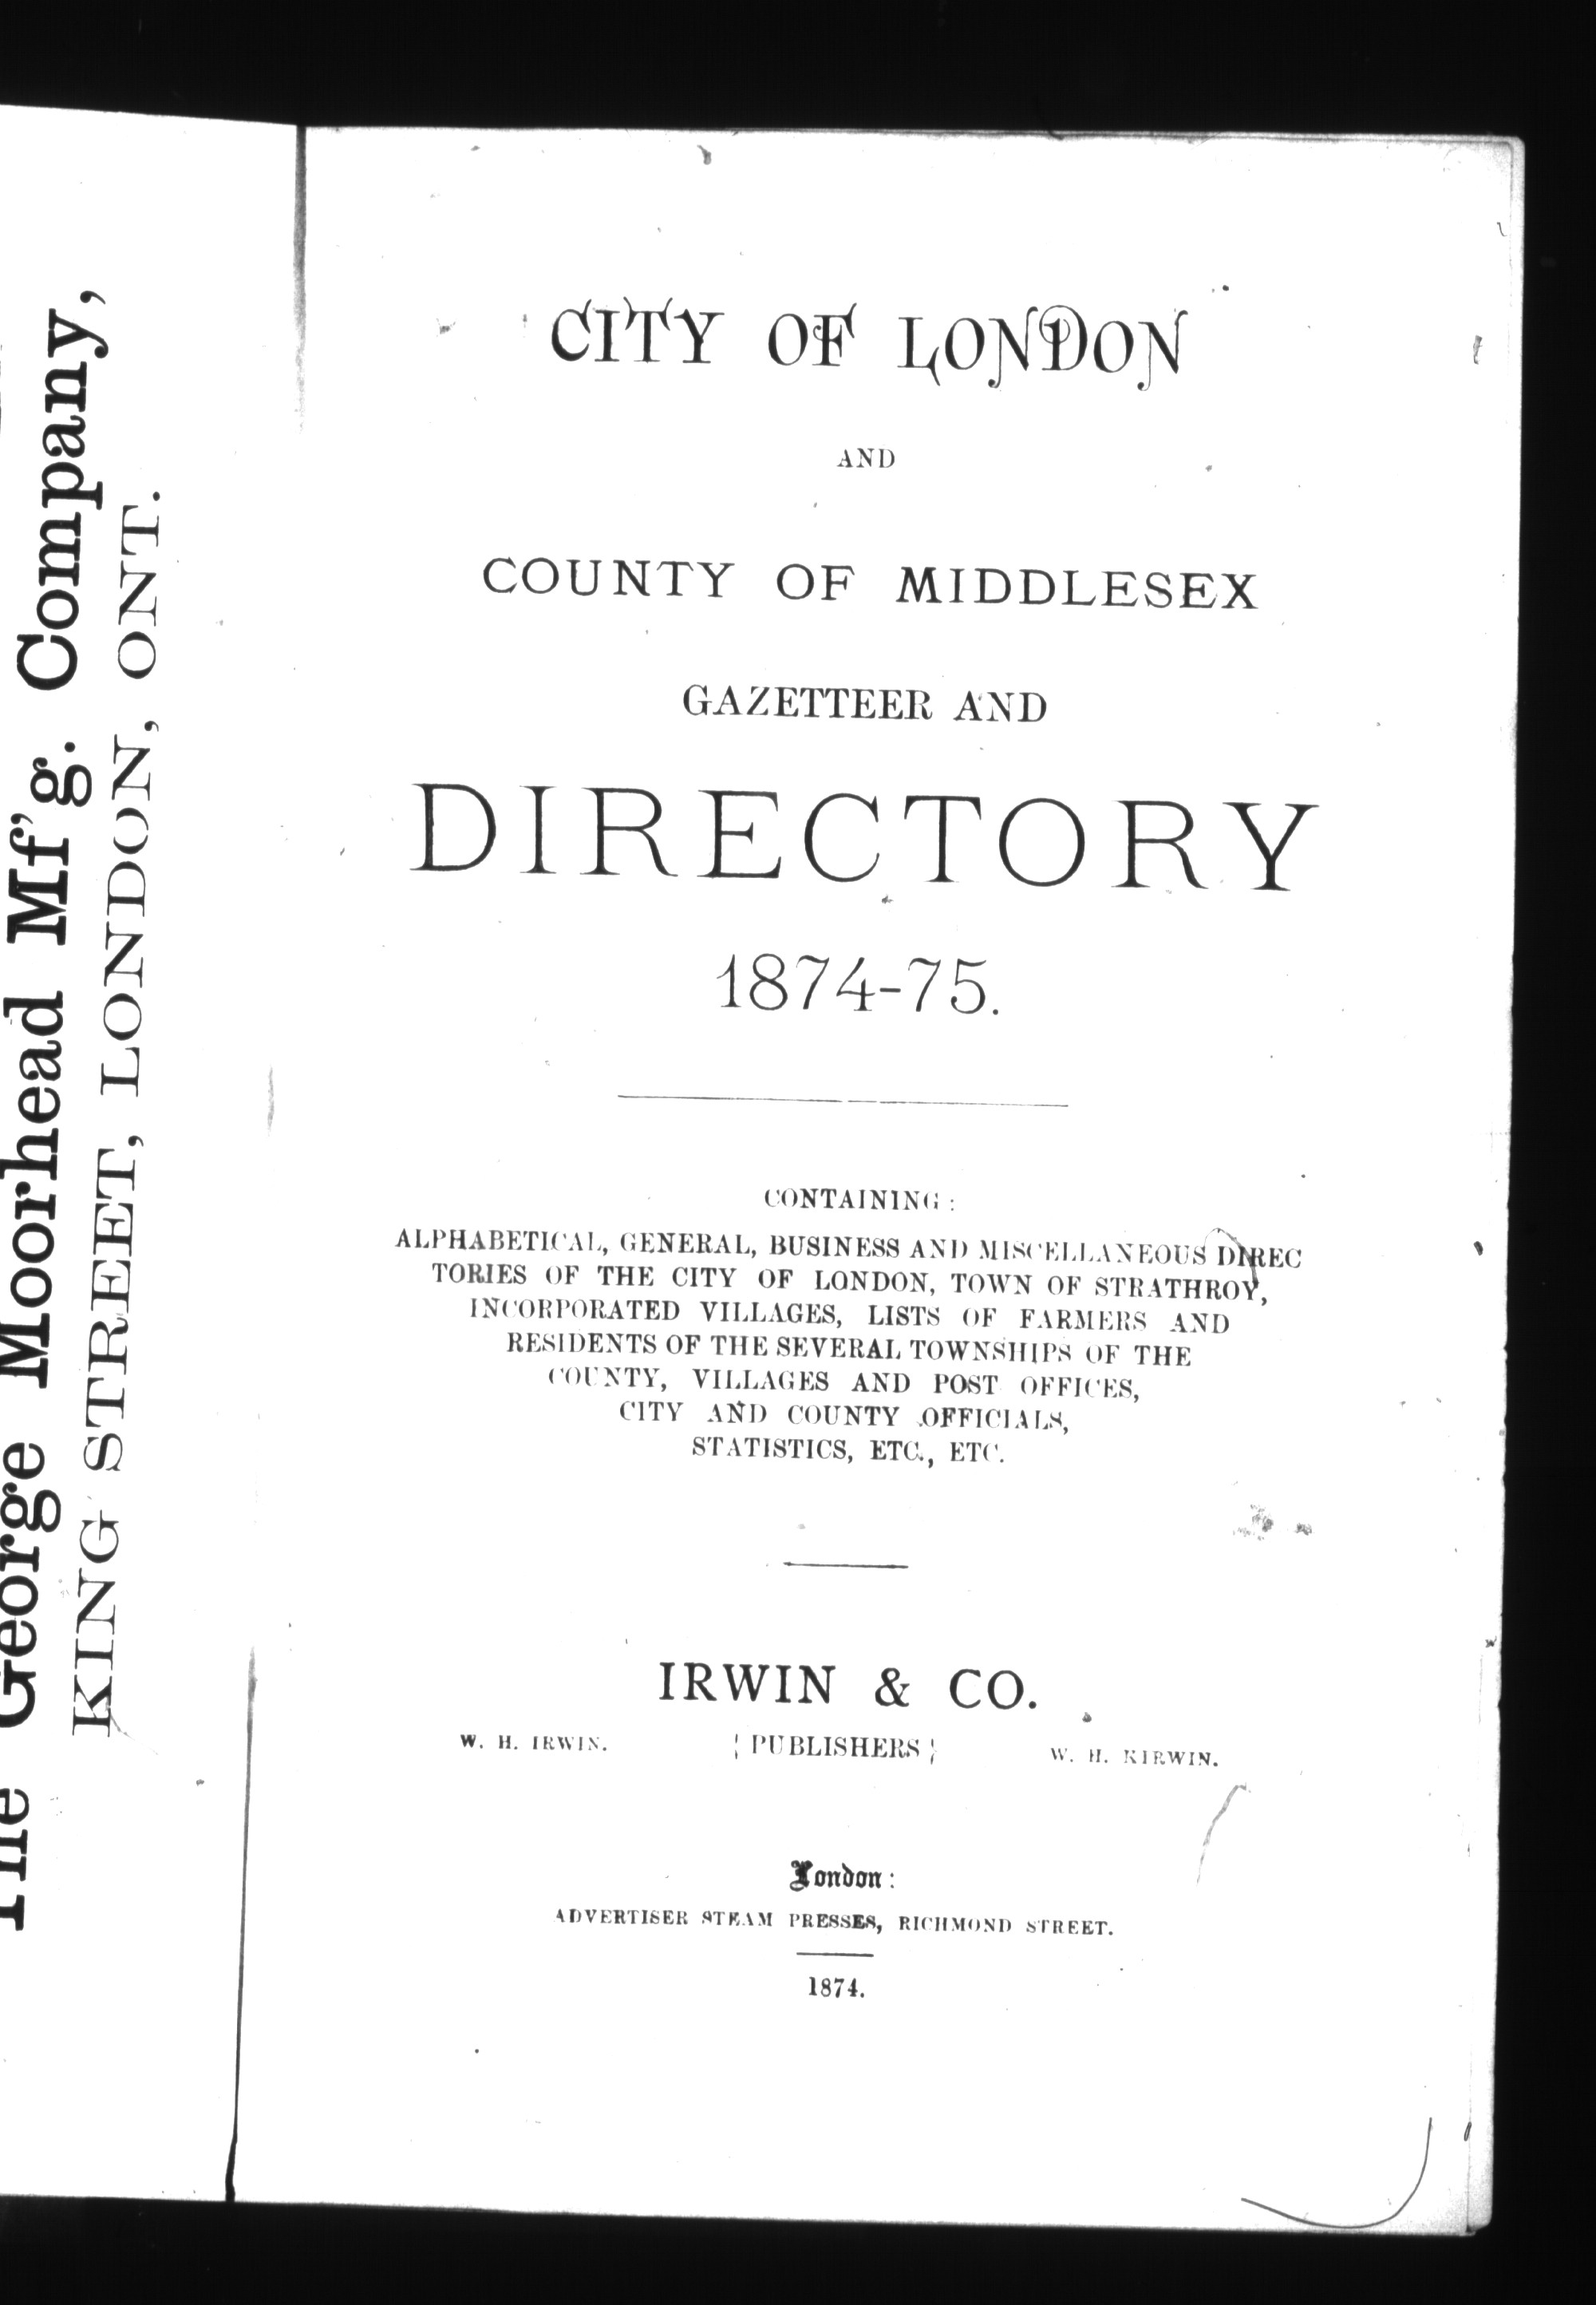 The George Moorhead Mf'g. Company,
KING STREET, LONDON, ONT.
CITY OF LONDON
AND
COUNTY OF MIDDLESEX
GAZETTEER AND
DIRECTORY
1874-75.
CONTAINING:
ALPHABETICAL, GENERAL, BUSINESS AND MISCELLANEOUS DIREC
TORIES OF THE CITY OF LONDON, TOWN OF STRATHROY,
INCORPORATED VILLAGES, LISTS OF FARMERS AND
RESIDENTS OF THE SEVERAL TOWNSHIPS OF THE
COUNTY, VILLAGES AND POST OFFICES,
CITY AND COUNTY OFFICIALS,
STATISTICS, ETC., ETC.
IRWIN & CO.
W. H. IRWIN. { PUBLISHERS } W. H. KIRWIN.
London:
ADVERTISER STEAM PRESSES, RICHMOND STREET.
1874.